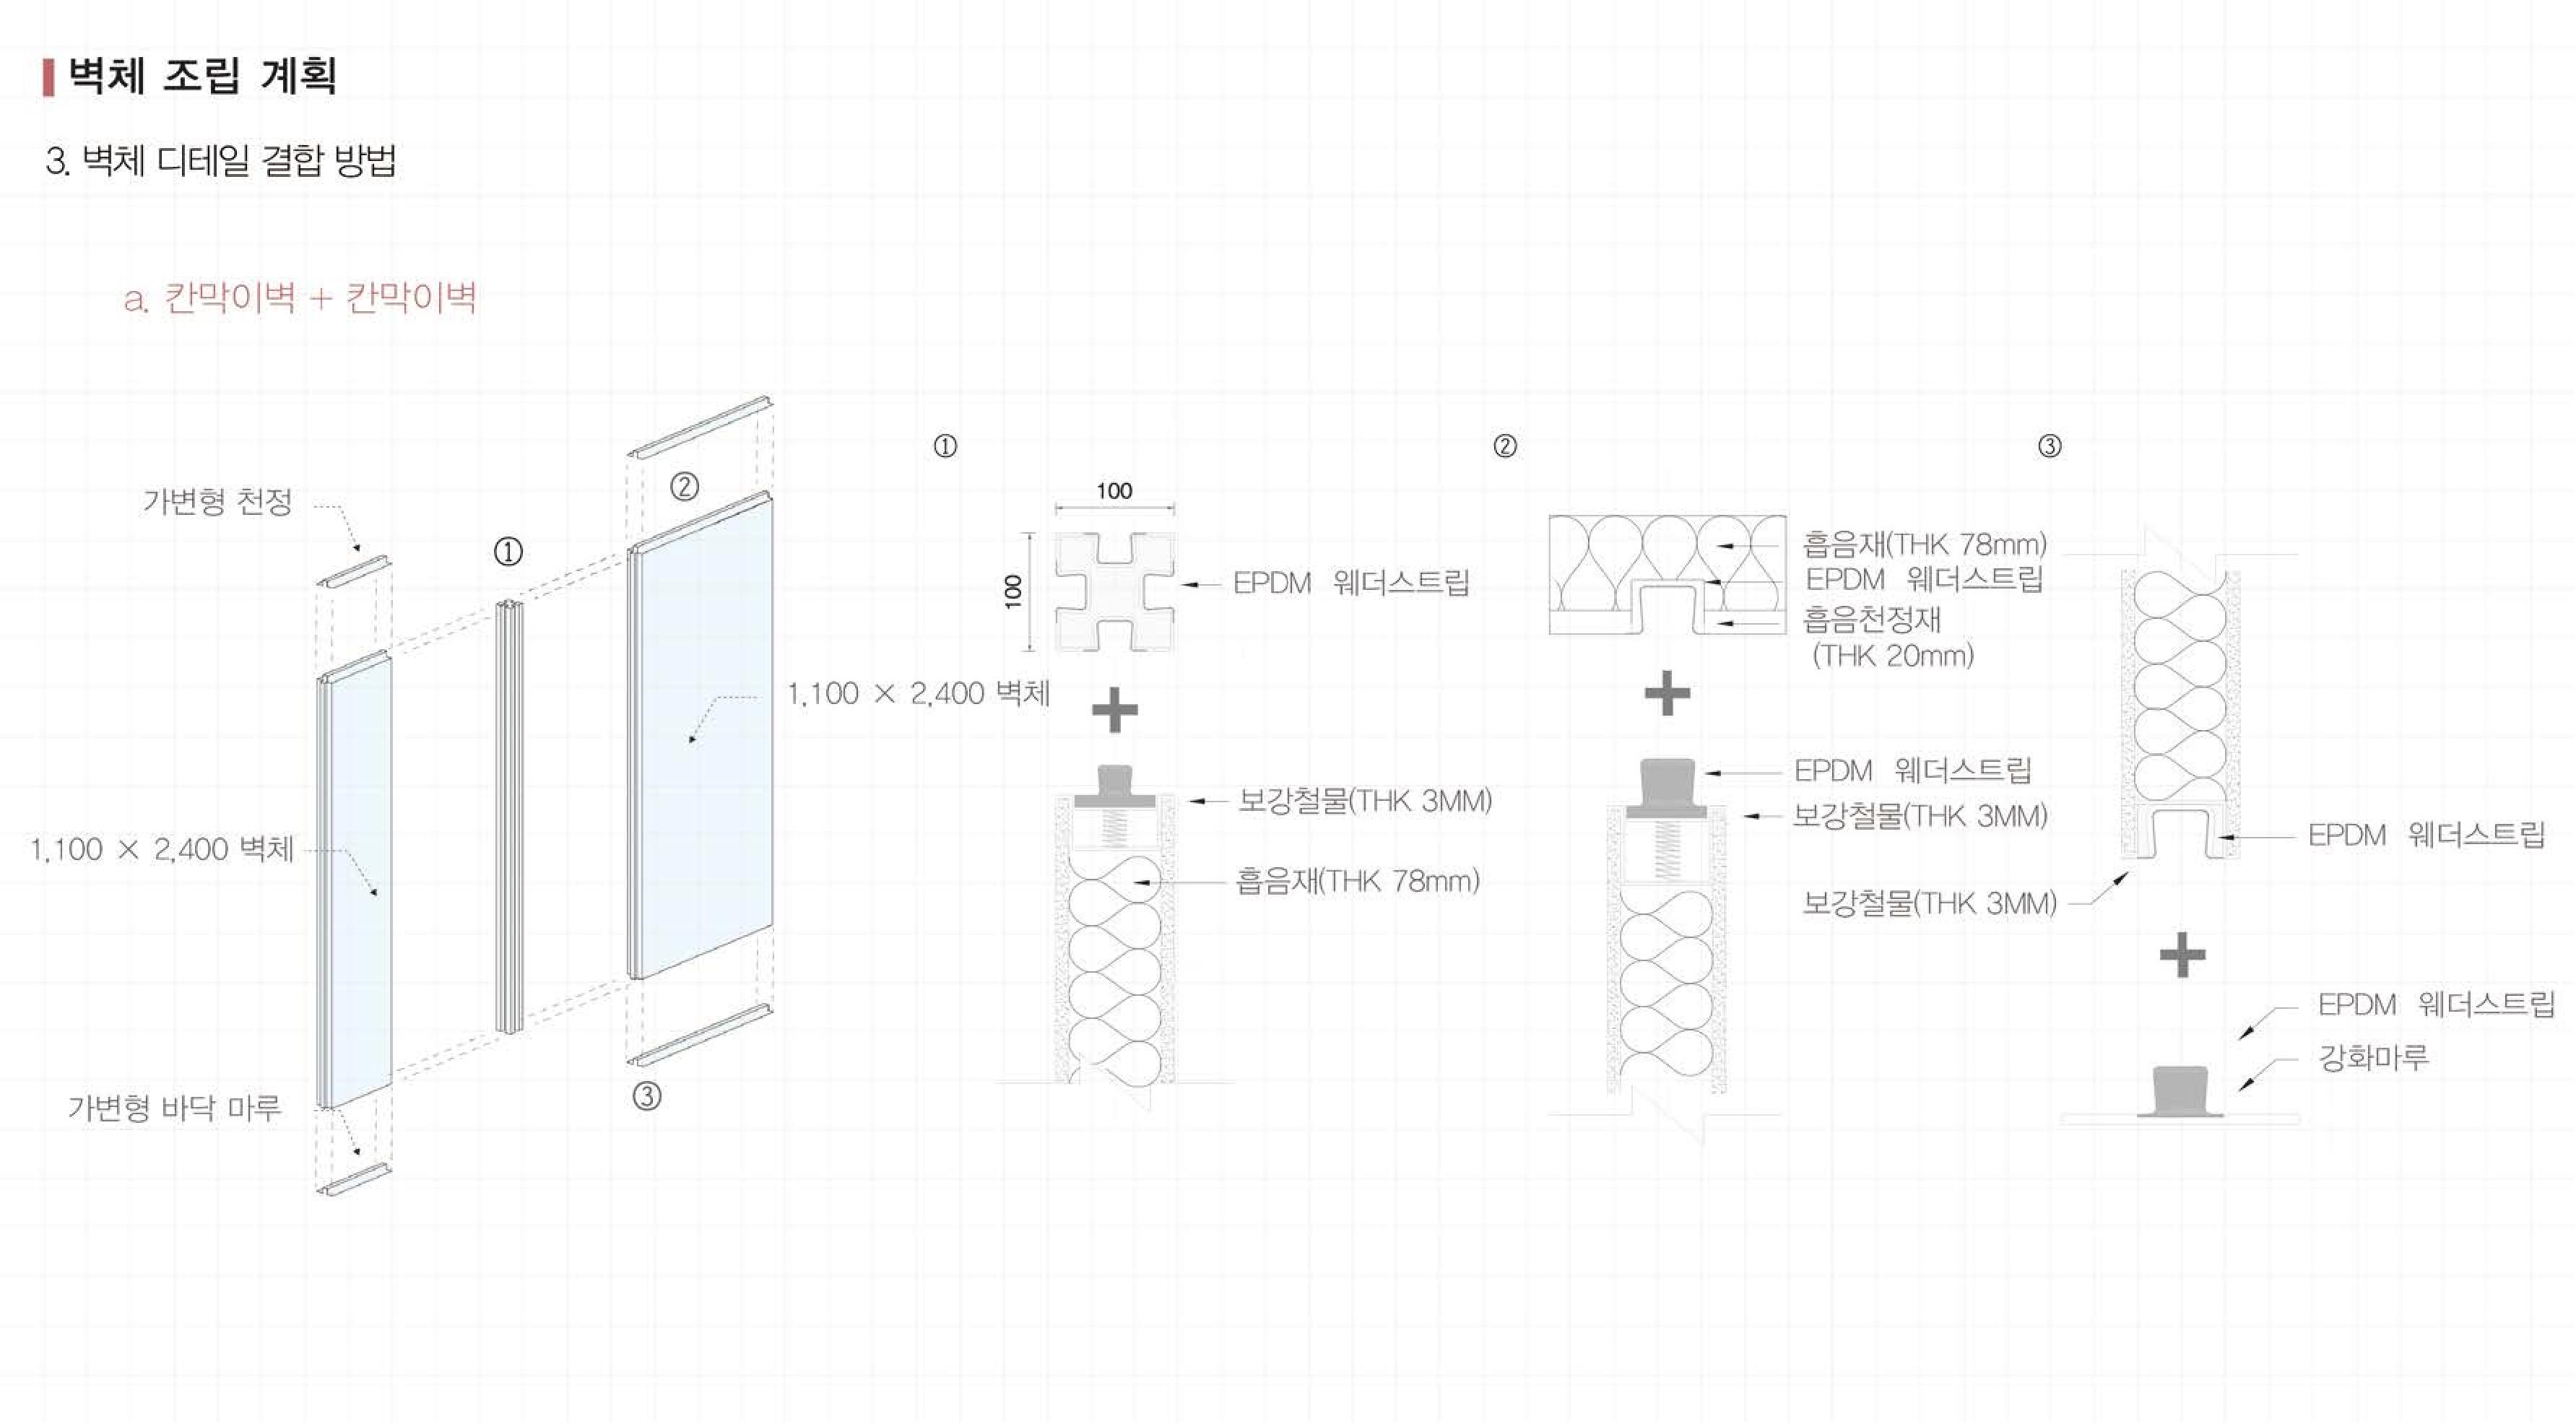 벽체 조립 계획
3. 벽체 디테일 결합 방법
a. 칸막이벽 + 칸막이벽
가변형 천정
①
②
1,100 × 2,400 벽체
1,100 × 2,400 벽체
가변형 바닥 마루
③
①
100
100
EPDM 웨더스트립
보강철물(THK 3MM)
흡음재(THK 78mm)
②
흡음재(THK 78mm)
EPDM 웨더스트립
흡음천정재
(THK 20mm)
EPDM 웨더스트립
보강철물(THK 3MM)
③
EPDM 웨더스트립
보강철물(THK 3MM)
EPDM 웨더스트립
강화마루